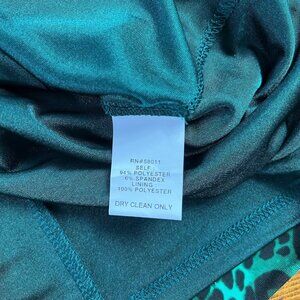 RN#58011
SELF:
94% POLYESTER
6% SPANDEX
LINING:
100% POLYESTER
DRY CLEAN ONLY